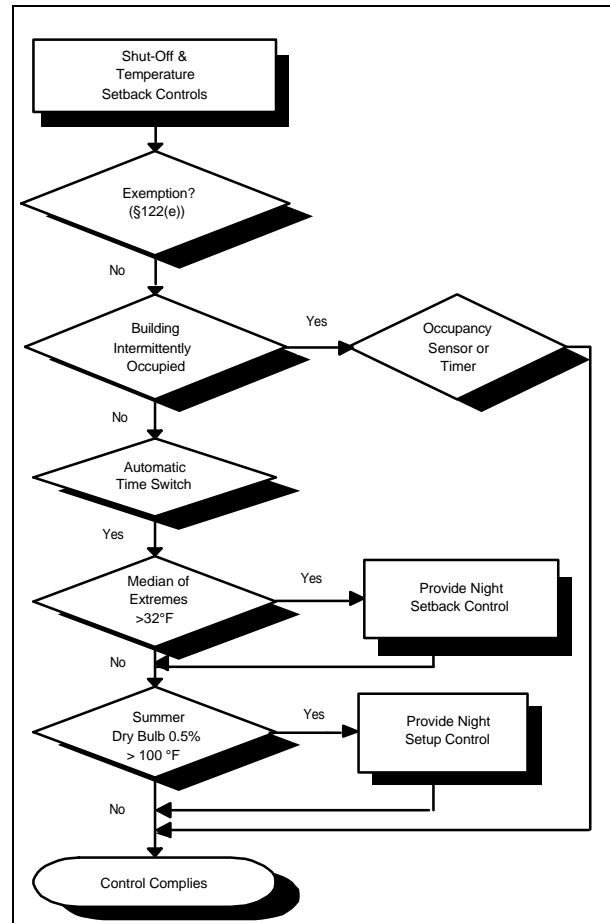 Shut-Off &
Temperature
Setback Controls
Exemption?
(§122(e))
No
Building
Intermittently
Occupied
Yes
Occupancy
Sensor or
Timer
No
Automatic
Time Switch
Yes
Median of
Extremes
>32°F
Yes
Provide Night
Setback Control
No
Summer
Dry Bulb 0.5%
> 100 °F
Yes
Provide Night
Setup Control
No
Control Complies